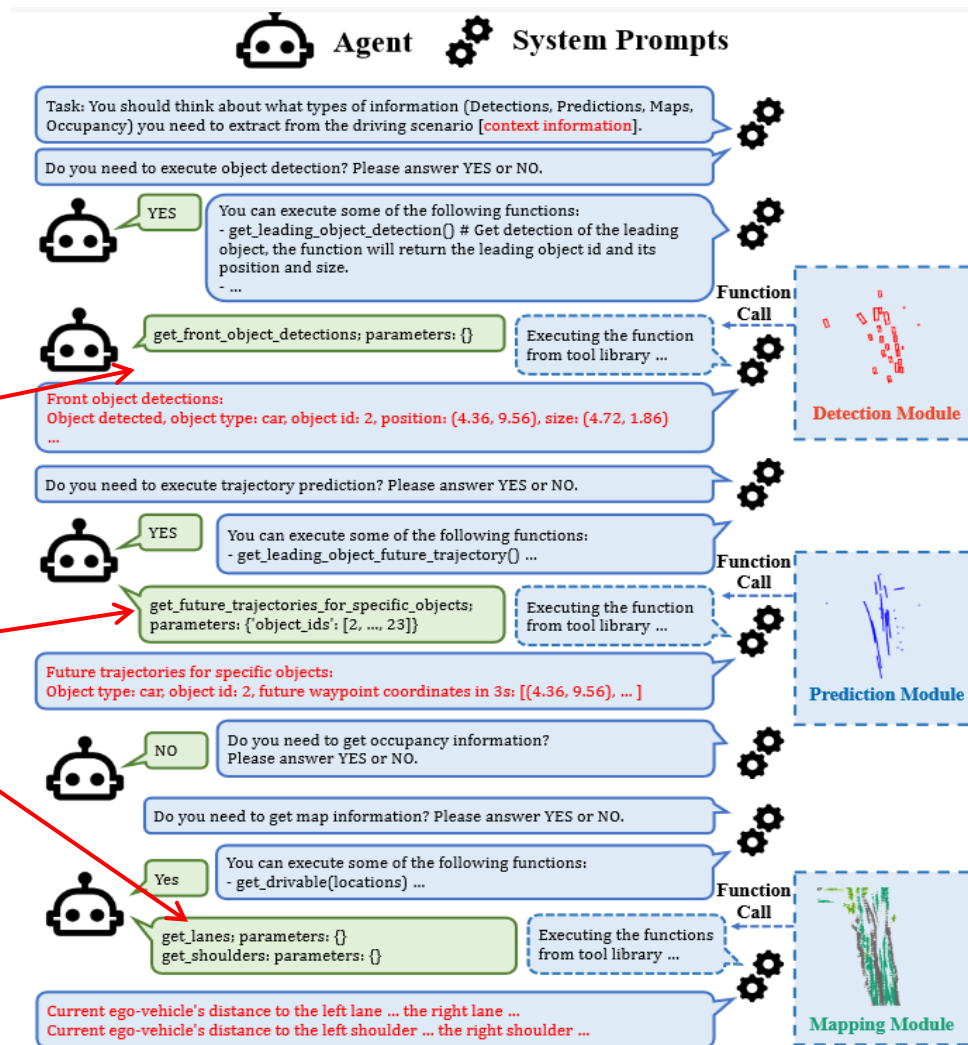 Agent System Prompts
Task: You should think about what types of information (Detections, Predictions, Maps,
Occupancy) you need to extract from the driving scenario [context information].
Do you need to execute object detection? Please answer YES or NO.
YES
You can execute some of the following functions:
- get_leading_object_detection() # Get detection of the leading
object, the function will return the leading object id and its
position and size.
- ...
Function
Call
get_front_object_detections; parameters: {}
Executing the function
from tool library ...
Detection Module
Front object detections:
Object detected, object type: car, object id: 2, position: (4.36, 9.56), size: (4.72, 1.86)
...
Do you need to execute trajectory prediction? Please answer YES or NO.
YES
You can execute some of the following functions:
- get_leading_object_future_trajectory() ...
Function
Call
get_future_trajectories_for_specific_objects;
parameters: {'object_ids': [2, ..., 23]}
Executing the function
from tool library ...
Prediction Module
Future trajectories for specific objects:
Object type: car, object id: 2, future waypoint coordinates in 3s: [(4.36, 9.56), ... ]
NO
Do you need to get occupancy information?
Please answer YES or NO.
Do you need to get map information? Please answer YES or NO.
Yes
You can execute some of the following functions:
- get_drivable(locations) ...
Function
Call
get_lanes; parameters: {}
get_shoulders: parameters: {}
Executing the functions
from tool library ...
Mapping Module
Current ego-vehicle's distance to the left lane ... the right lane ...
Current ego-vehicle's distance to the left shoulder ... the right shoulder ...